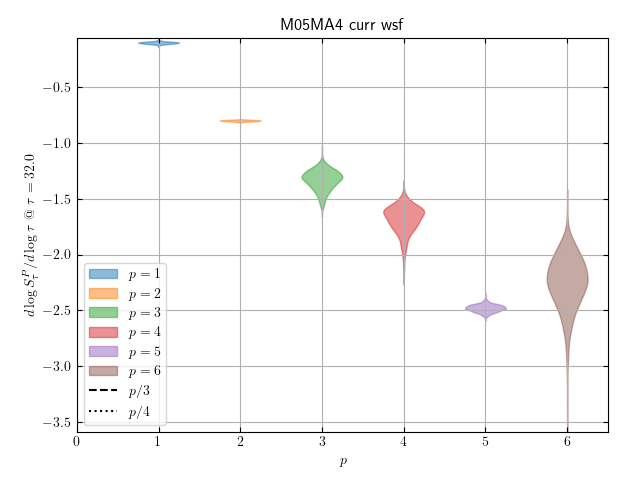 M05MA4 curr wsf
d log S_τ^p / d log τ @ τ = 32.0
−0.5
−1.0
−1.5
−2.0
−2.5
−3.0
−3.5
p = 1
p = 2
p = 3
p = 4
p = 5
p = 6
p/3
p/4
0 1 2 3 4 5 6
p